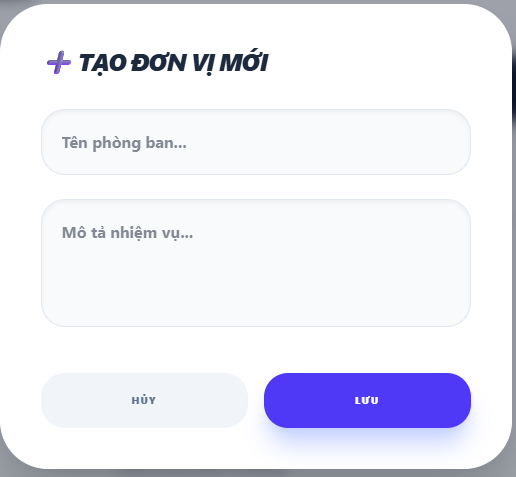 TẠO ĐƠN VỊ MỚI
Tên phòng ban...
Mô tả nhiệm vụ...
HỦY
LƯU